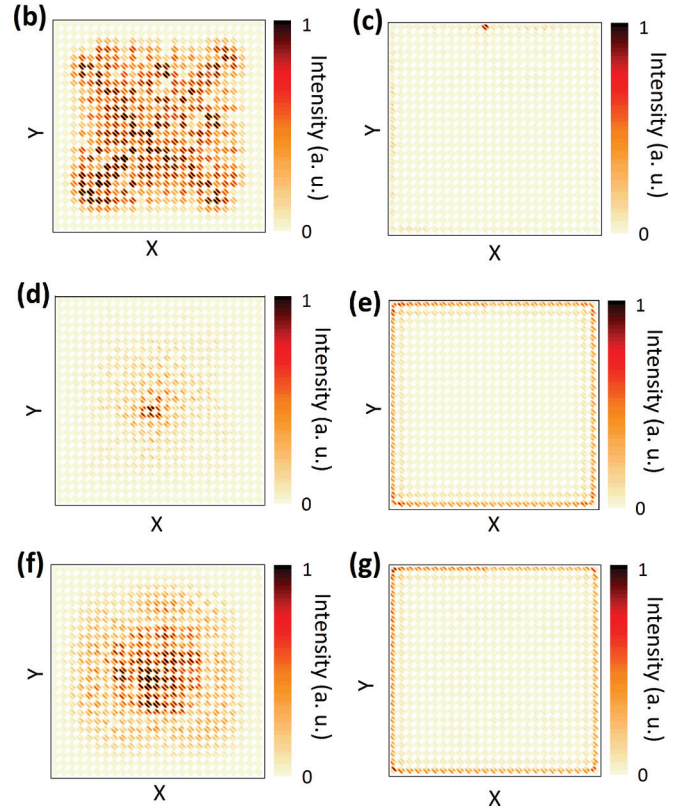 (b)
1
Intensity (a. u.)
0
Y
X
(c)
1
Intensity (a. u.)
0
Y
X
(d)
1
Intensity (a. u.)
0
Y
X
(e)
1
Intensity (a. u.)
0
Y
X
(f)
1
Intensity (a. u.)
0
Y
X
(g)
1
Intensity (a. u.)
0
Y
X